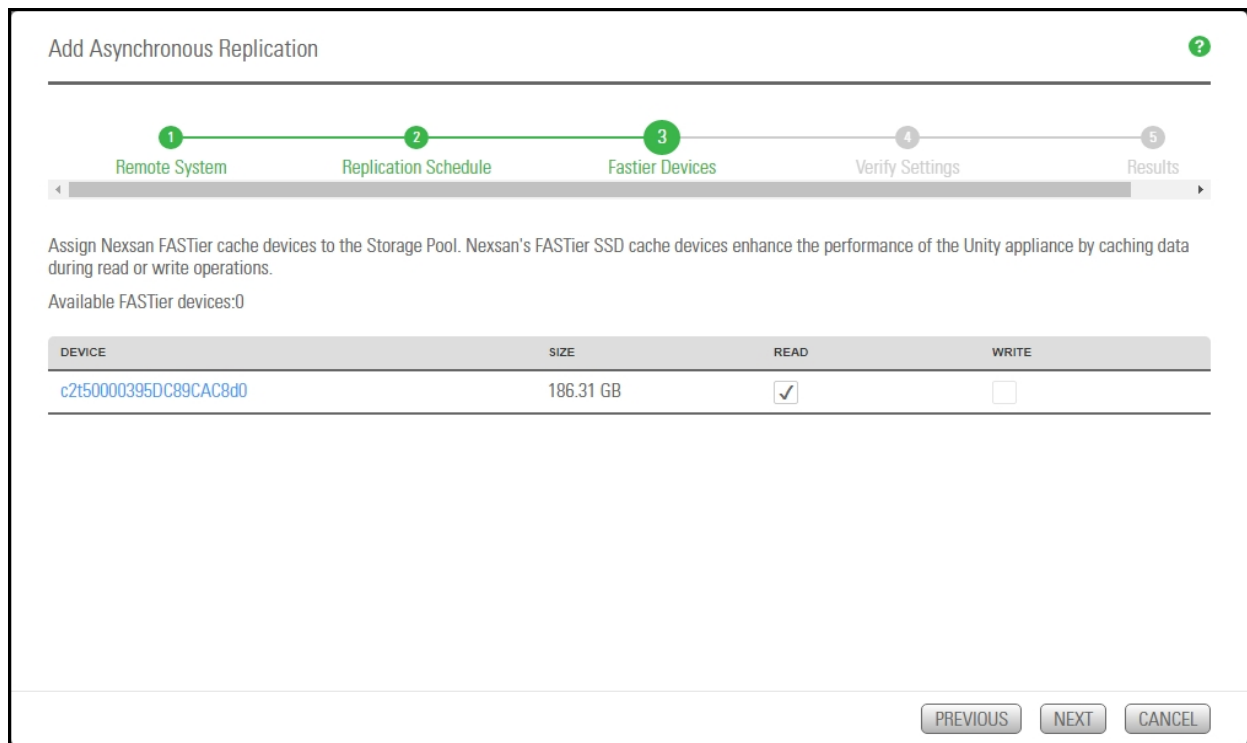 Add Asynchronous Replication
?
1 2 3 4 5
Remote System Replication Schedule Fastier Devices Verify Settings Results
Assign Nexsan FASTier cache devices to the Storage Pool. Nexsan's FASTier SSD cache devices enhance the performance of the Unity appliance by caching data
during read or write operations.
Available FASTier devices:0
DEVICE SIZE READ WRITE
c2t50000395DC89CAC8d0 186.31 GB
PREVIOUS NEXT CANCEL